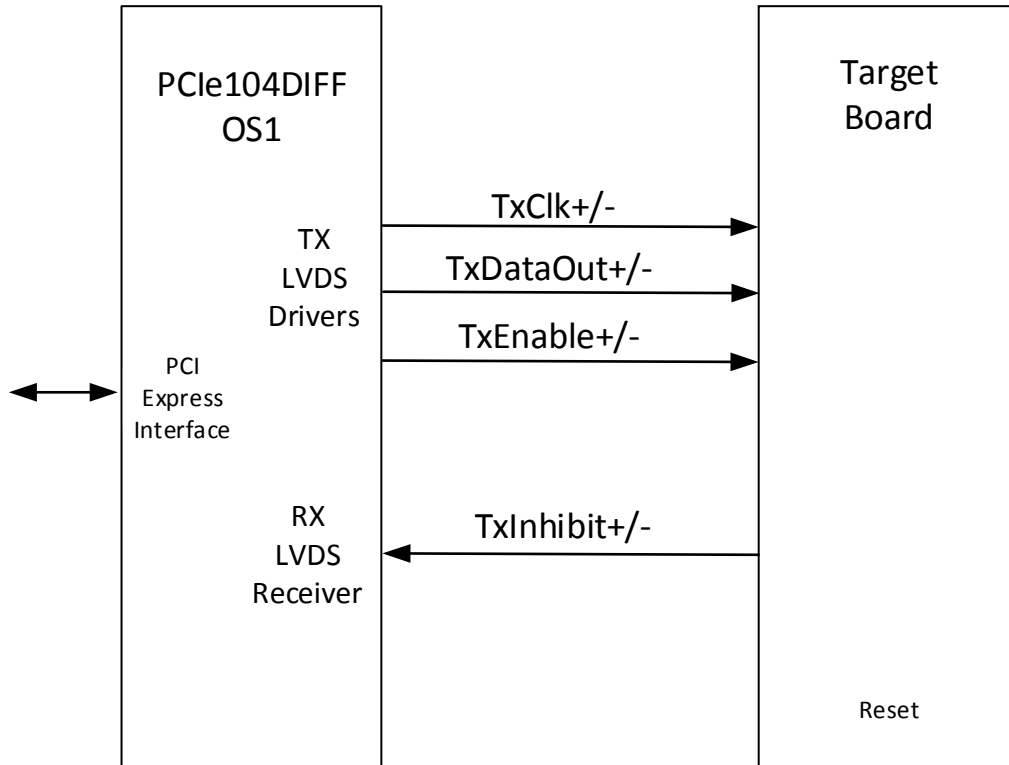 PCIe104DIFF
OS1
Target
Board
TxClk+/-
TX
LVDS
Drivers
TxDataOut+/-
TxEnable+/-
PCI
Express
Interface
RX
LVDS
Receiver
TxInhibit+/-
Reset